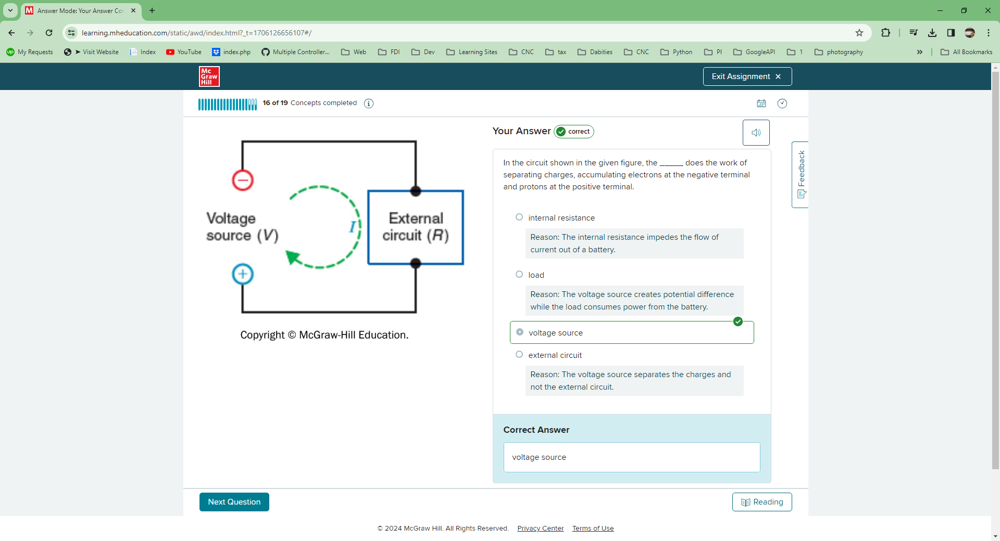 Answer Mode: Your Answer Co
learning.mheducation.com/static/awd/index.html?_t=1706126656107#/
My Requests
➤ Visit Website
Index
YouTube
index.php
Multiple Controller...
Web
FDI
Dev
Learning Sites
CNC
tax
Dabities
CNC
Python
PI
GoogleAPI
1
photography
All Bookmarks
Mc
Graw
Hill
Exit Assignment
16 of 19 Concepts completed
Your Answer
correct
Feedback
In the circuit shown in the given figure, the _____ does the work of
separating charges, accumulating electrons at the negative terminal
and protons at the positive terminal.
Voltage
source (V)
I
External
circuit (R)
Copyright © McGraw-Hill Education.
internal resistance
Reason: The internal resistance impedes the flow of
current out of a battery.
load
Reason: The voltage source creates potential difference
while the load consumes power from the battery.
voltage source
external circuit
Reason: The voltage source separates the charges and
not the external circuit.
Correct Answer
voltage source
Next Question
Reading
© 2024 McGraw Hill. All Rights Reserved. Privacy Center Terms of Use